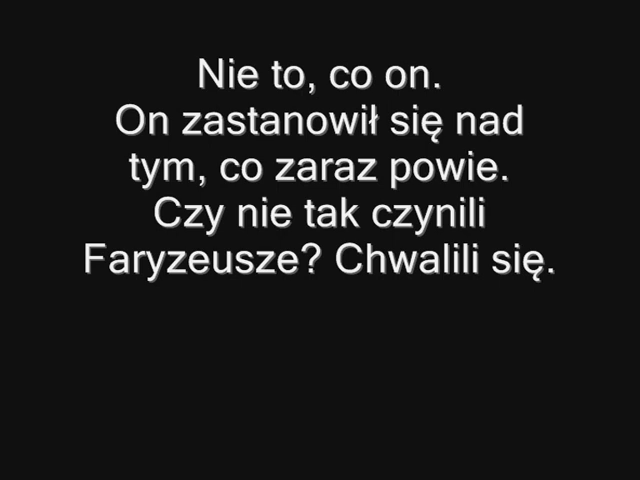 Nie to, co on.
On zastanowił się nad
tym, co zaraz powie.
Czy nie tak czynili
Faryzeusze? Chwalili się.